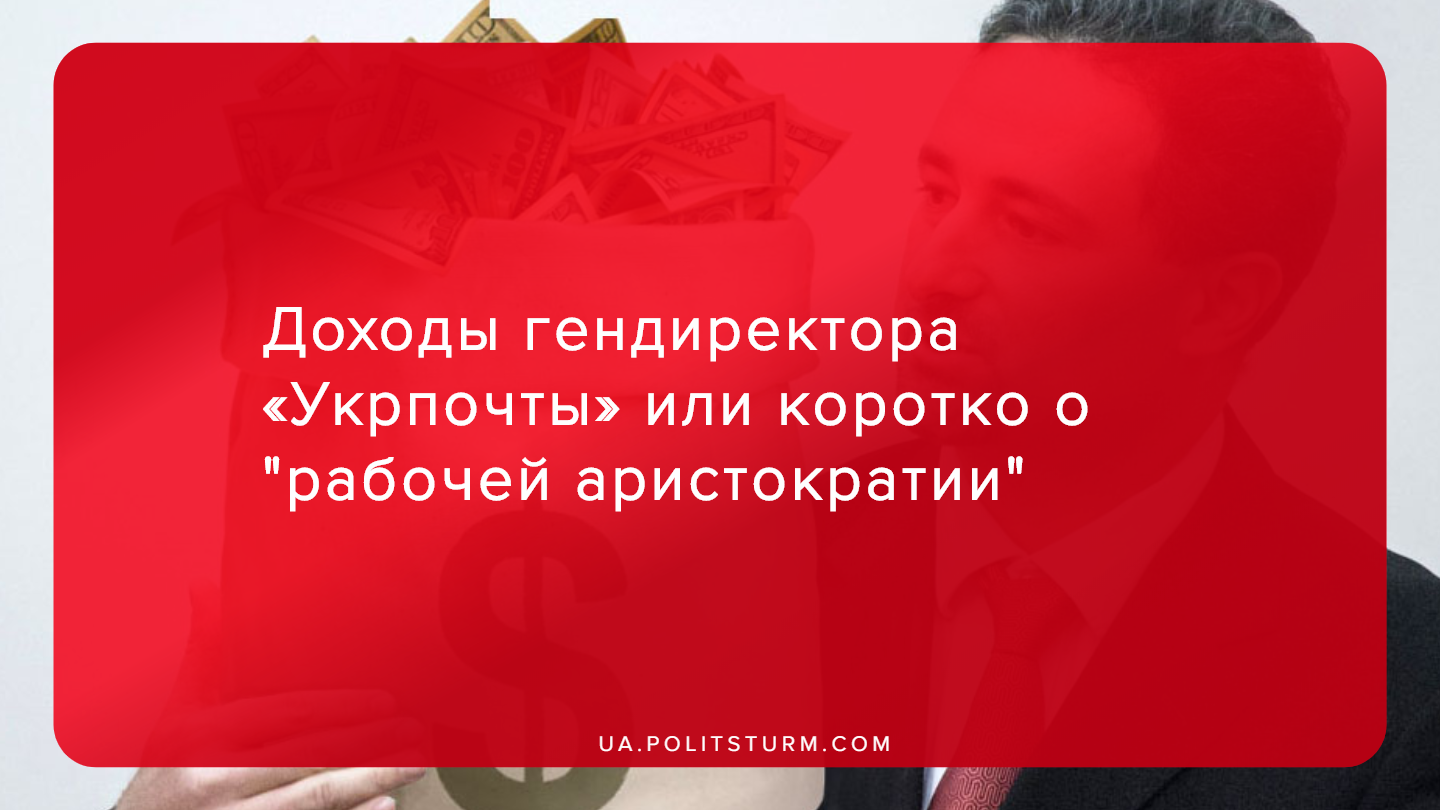 Доходы гендиректора
«Укрпочты» или коротко о
"рабочей аристократии"
UA.POLITSTURM.COM